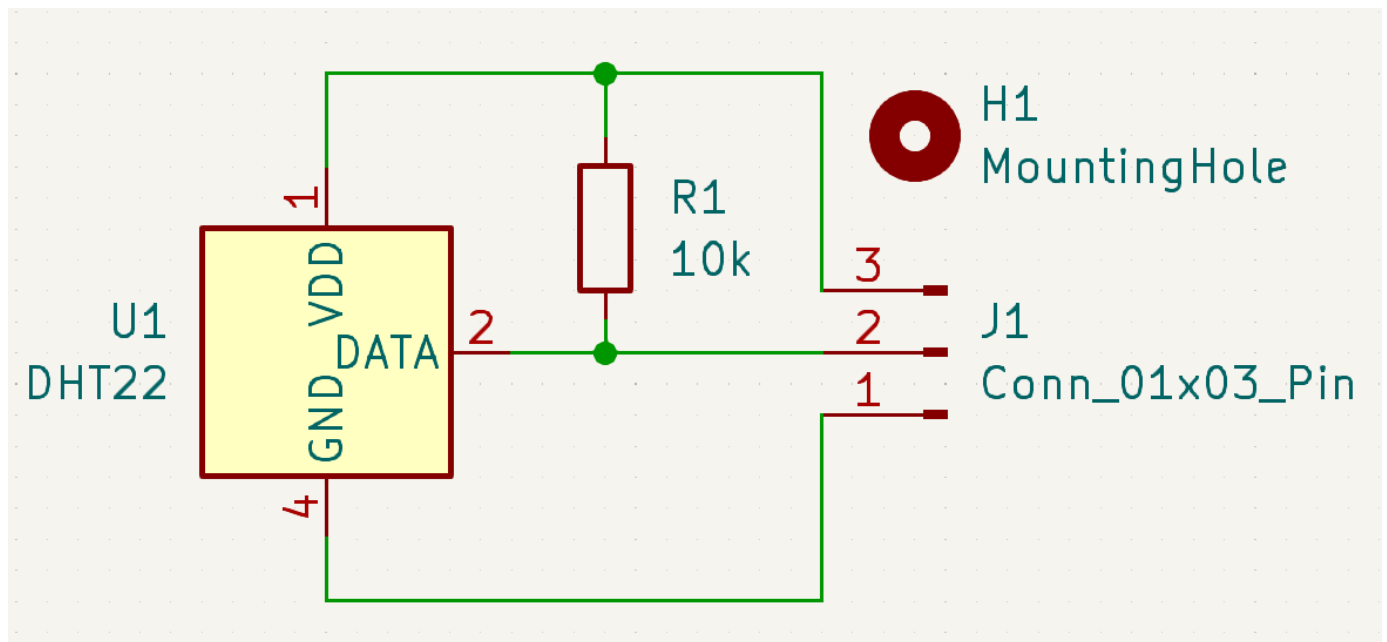 H1
MountingHole
1
VDD
R1
10k
3
U1
DHT22
DATA
2
2
J1
Conn_01x03_Pin
1
GND
4